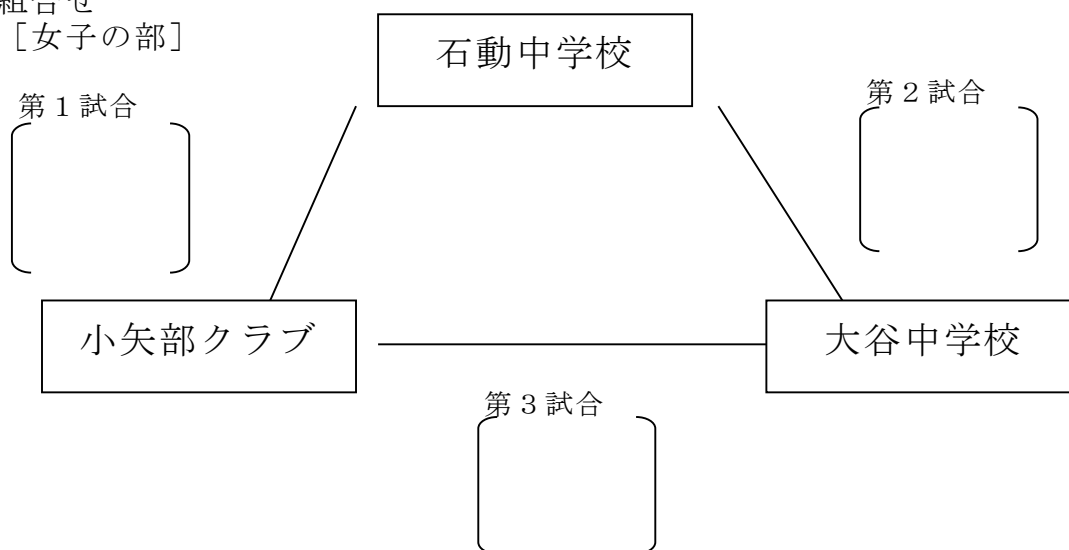 組合せ
［女子の部］
石動中学校
第１試合
第２試合
小矢部クラブ
大谷中学校
第３試合